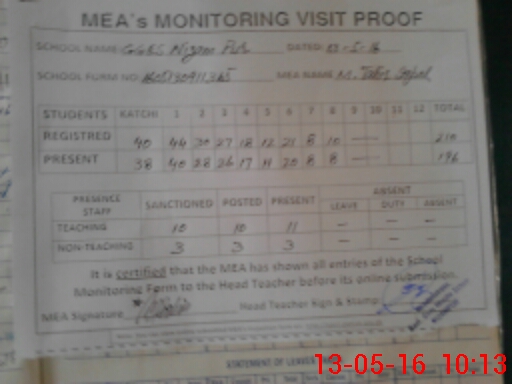 MEA's MONITORING VISIT PROOF
SCHOOL NAME GGES Nizam Pur DATED 13-5-16
SCHOOL FORM NO. MEA NAME M. Tahir
STUDENTS KATCHI 1 2 3 4 5 6 7 8 9 10 11 12 TOTAL
REGISTRED 40 44 30 27 18 12 21 8 10 — 210
PRESENT 38 40 28 26 17 11 20 8 8 — 196
PRESENCE STAFF SANCTIONED POSTED PRESENT ABSENT
LEAVE DUTY ABSENT
TEACHING 10 10 11 — — —
NON-TEACHING 3 3 3 — — —
It is certified that the MEA has shown all entries of the School
Monitoring Form to the Head Teacher before its online submission.
MEA Signature Head Teacher Sign & Stamp
STATEMENT OF
13-05-16 10:13